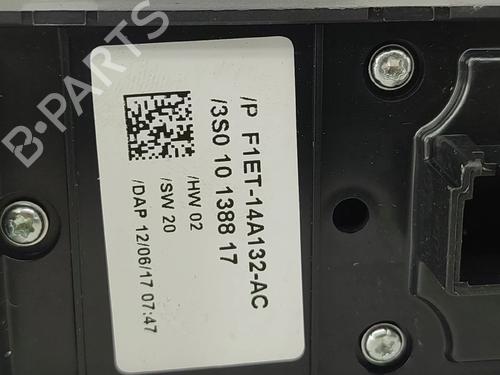 /P F1ET-14A132-AC
/3S0 10 1388 17
/HW 02
/SW 20
/DAP 12/06/17 07:47
B-PARTS